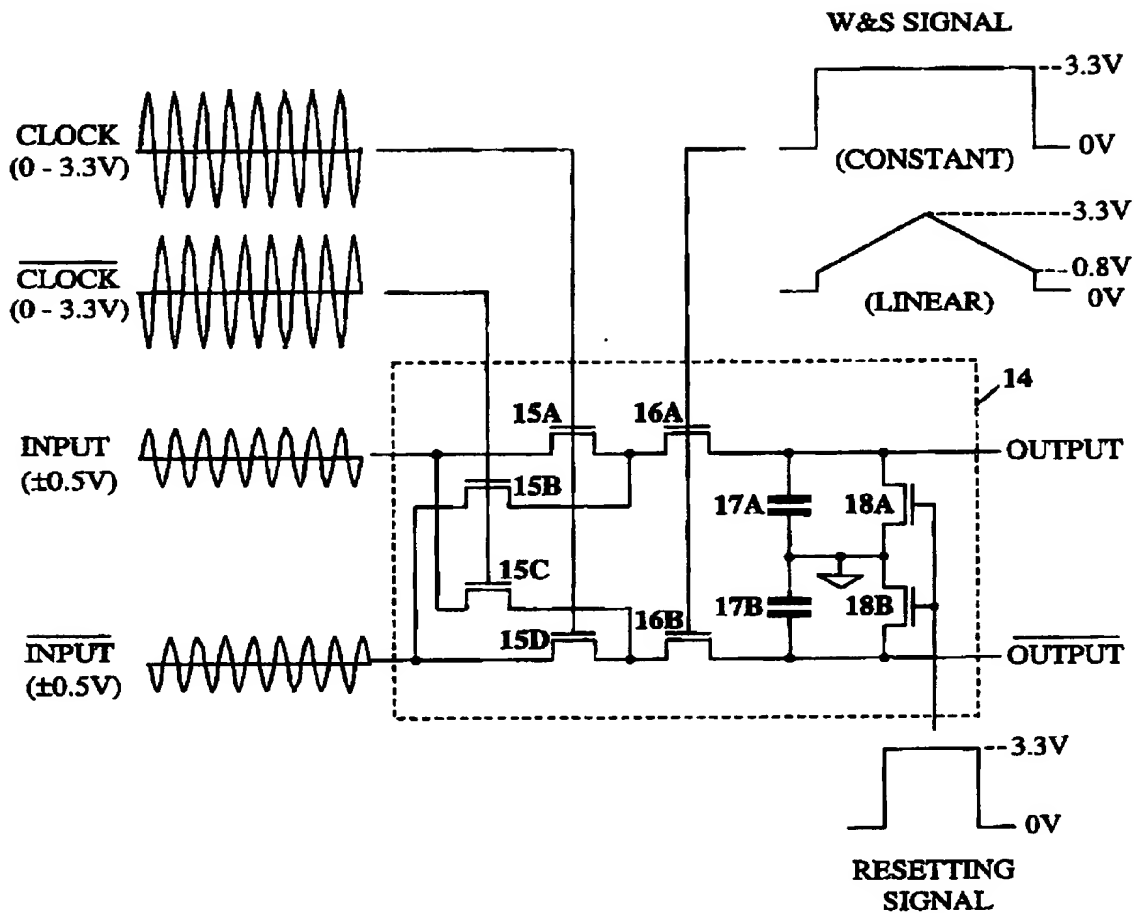 W&S SIGNAL
3.3V
0V
(CONSTANT)
3.3V
0.8V
0V
(LINEAR)
CLOCK
(0 - 3.3V)
CLOCK
(0 - 3.3V)
14
15A
16A
INPUT
(±0.5V)
OUTPUT
15B
17A
18A
15C
17B
18B
16B
15D
INPUT
(±0.5V)
OUTPUT
3.3V
0V
RESETTING
SIGNAL